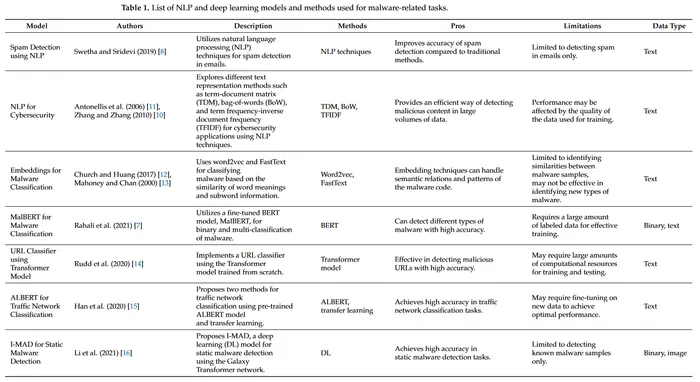 Table 1. List of NLP and deep learning models and methods used for malware-related tasks.
Model Authors Description Methods Pros Limitations Data Type
Spam Detection
using NLP
Swetha and Sridevi (2019) [8]
Utilizes natural language
processing (NLP)
techniques for spam detection
in emails.
NLP techniques
Improves accuracy of spam
detection compared to traditional
methods.
Limited to detecting spam
in emails only.
Text
NLP for
Cybersecurity
Antonellis et al. (2006) [11],
Zhang and Zhang (2010) [10]
Explores different text
representation methods such
as term-document matrix
(TDM), bag-of-words (BoW),
and term frequency-inverse
document frequency
(TFIDF) for cybersecurity
applications using NLP
techniques.
TDM, BoW,
TFIDF
Provides an efficient way of detecting
malicious content in large
volumes of data.
Performance may be
affected by the quality of
the data used for training.
Text
Embeddings for
Malware
Classification
Church and Huang (2017) [12],
Mahoney and Chan (2000) [13]
Uses word2vec and FastText
for classifying
malware based on the
similarity of word meanings
and subword information.
Word2vec,
FastText
Embedding techniques can handle
semantic relations and patterns of
the malware code.
Limited to identifying
similarities between
malware samples,
may not be effective in
identifying new types of
malware.
Text
MalBERT for
Malware
Classification
Rahali et al. (2021) [7]
Utilizes a fine-tuned BERT
model, MalBERT, for
binary and multi-classification
of malware.
BERT
Can detect different types of
malware with high accuracy.
Requires a large amount
of labeled data for effective
training.
Binary, text
URL Classifier
using
Transformer
Model
Rudd et al. (2020) [14]
Implements a URL classifier
using the Transformer
model trained from scratch.
Transformer
model
Effective in detecting malicious
URLs with high accuracy.
May require large amounts
of computational resources
for training and testing.
Text
ALBERT for
Traffic Network
Classification
Han et al. (2020) [15]
Proposes two methods for
traffic network
classification using pre-trained
ALBERT model
and transfer learning.
ALBERT,
transfer learning
Achieves high accuracy in traffic
network classification tasks.
May require fine-tuning on
new data to achieve
optimal performance.
Text
I-MAD for Static
Malware
Detection
Li et al. (2021) [16]
Proposes I-MAD, a deep
learning (DL) model for
static malware detection
using the Galaxy
Transformer network.
DL
Achieves high accuracy in
static malware detection tasks.
Limited to detecting
known malware samples
only.
Binary, image